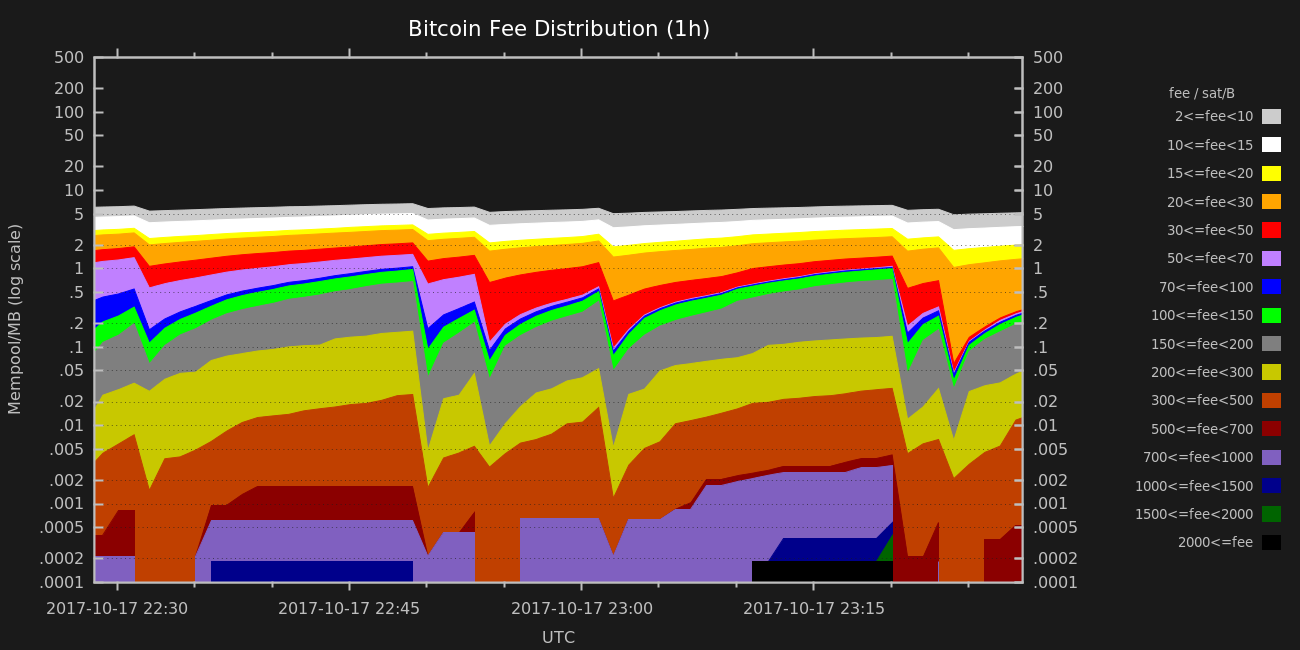 Bitcoin Fee Distribution (1h)
500 500
200 200
100 100
50 50
20 20
10 10
5 5
2 2
1 1
.5 .5
.2 .2
.1 .1
.05 .05
.02 .02
.01 .01
.005 .005
.002 .002
.001 .001
.0005 .0005
.0002 .0002
.0001 .0001
Mempool/MB (log scale)
2017-10-17 22:30 2017-10-17 22:45 2017-10-17 23:00 2017-10-17 23:15
UTC
fee / sat/B
2<=fee<10
10<=fee<15
15<=fee<20
20<=fee<30
30<=fee<50
50<=fee<70
70<=fee<100
100<=fee<150
150<=fee<200
200<=fee<300
300<=fee<500
500<=fee<700
700<=fee<1000
1000<=fee<1500
1500<=fee<2000
2000<=fee